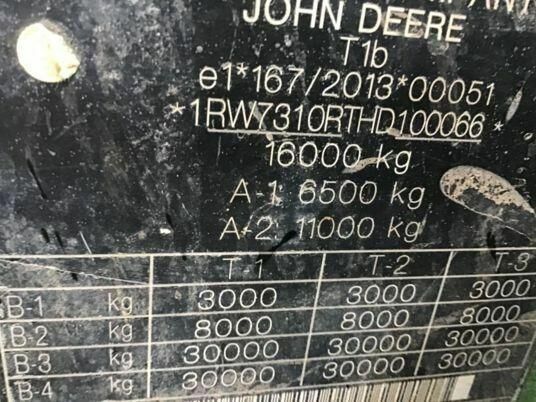 JOHN DEERE
T1b
e1*167/2013*00051
*1RW7310RTHD100066*
16000 kg
A-1: 6500 kg
A-2: 11000 kg
T-1 T-2 T-3
B-1 kg 3000 3000 3000
B-2 kg 8000 8000 8000
B-3 kg 30000 30000 30000
B-4 kg 30000 30000 30000